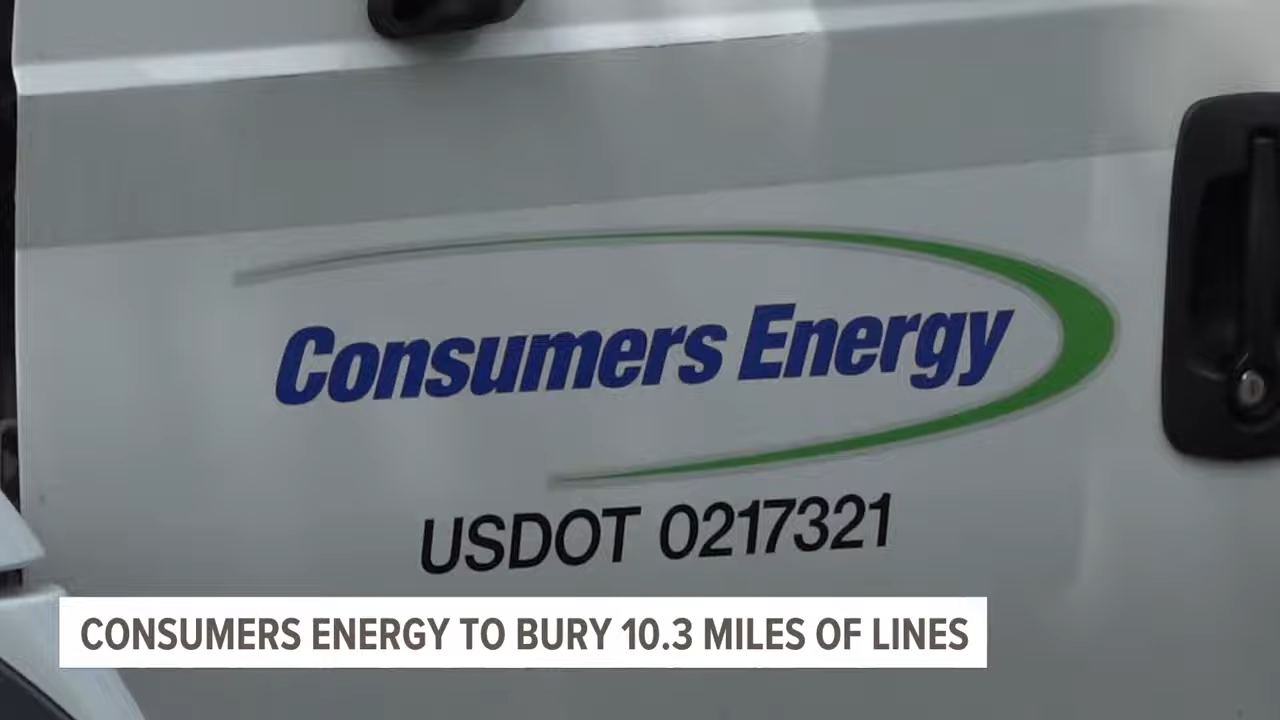 Consumers Energy
USDOT 0217321
CONSUMERS ENERGY TO BURY 10.3 MILES OF LINES